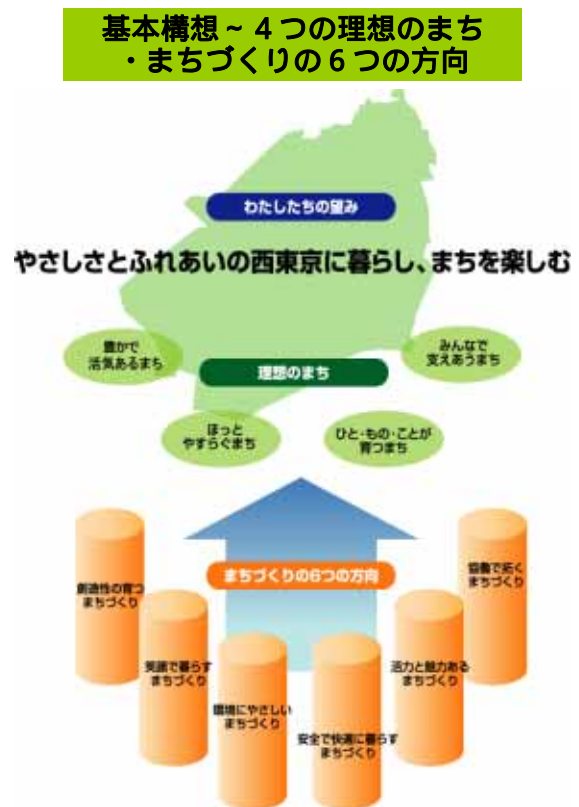 基本構想～４つの理想のまち
・まちづくりの６つの方向
わたしたちの望み
やさしさとふれあいの西東京に暮らし、まちを楽しむ
豊かで
活気あるまち
みんなで
支えあうまち
理想のまち
ほっと
やすらぐまち
ひと・もの・ことが
育つまち
まちづくりの6つの方向
創造性の育つ
まちづくり
協働で拓く
まちづくり
笑顔で暮らす
まちづくり
活力と魅力ある
まちづくり
環境にやさしい
まちづくり
安全で快適に暮らす
まちづくり